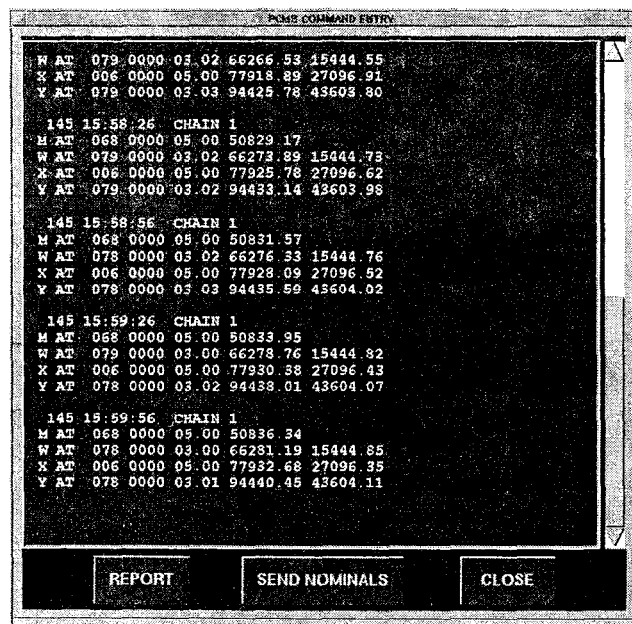 PCMS COMMAND ENTRY
W AT 079 0000 03.02 66266.53 15444.55
X AT 006 0000 05.00 77918.89 27096.91
Y AT 079 0000 03.03 94425.78 43603.80
145 15:58:26 CHAIN 1
M AT 068 0000 05.00 50829.17
W AT 079 0000 03.02 66273.89 15444.73
X AT 006 0000 05.00 77925.78 27096.62
Y AT 079 0000 03.02 94433.14 43603.98
145 15:58:56 CHAIN 1
M AT 068 0000 05.00 50831.57
W AT 078 0000 03.02 66276.33 15444.76
X AT 006 0000 05.00 77928.09 27096.52
Y AT 078 0000 03.03 94435.59 43604.02
145 15:59:26 CHAIN 1
M AT 068 0000 05.00 50833.95
W AT 079 0000 03.00 66278.76 15444.82
X AT 006 0000 05.00 77930.38 27096.43
Y AT 078 0000 03.02 94438.01 43604.07
145 15:59:56 CHAIN 1
M AT 068 0000 05.00 50836.34
W AT 078 0000 03.00 66281.19 15444.85
X AT 006 0000 05.00 77932.68 27096.35
Y AT 078 0000 03.01 94440.45 43604.11
REPORT SEND NOMINALS CLOSE